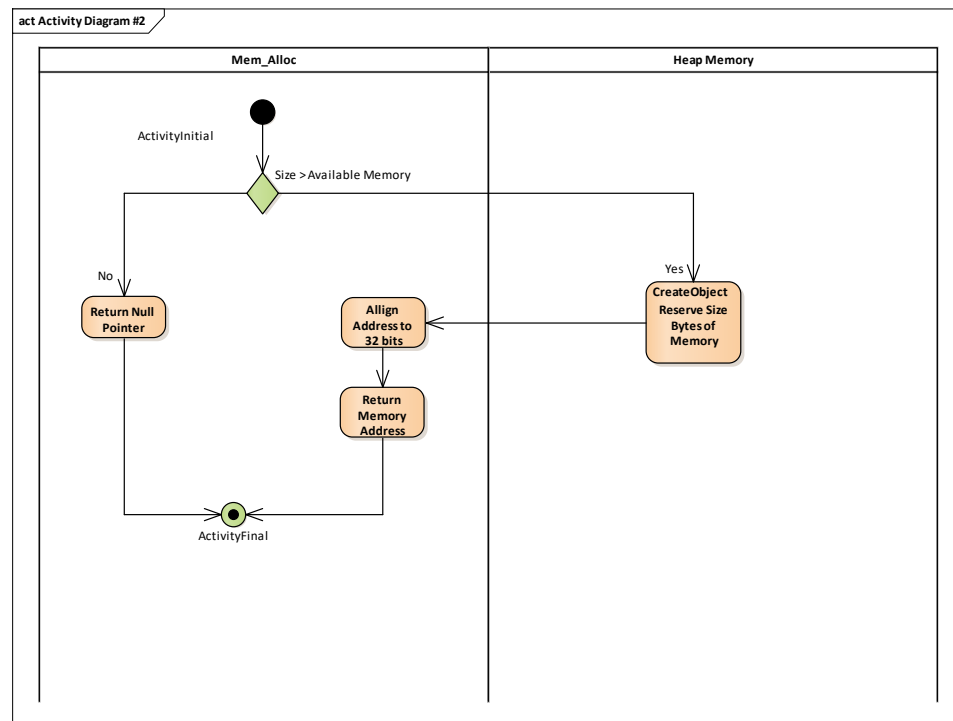 act Activity Diagram #2
Mem_Alloc
Heap Memory
ActivityInitial
Size >Available Memory
No
Yes
Return Null
Pointer
Allign
Address to
32 bits
CreateObject
Reserve Size
Bytes of
Memory
Return
Memory
Address
ActivityFinal